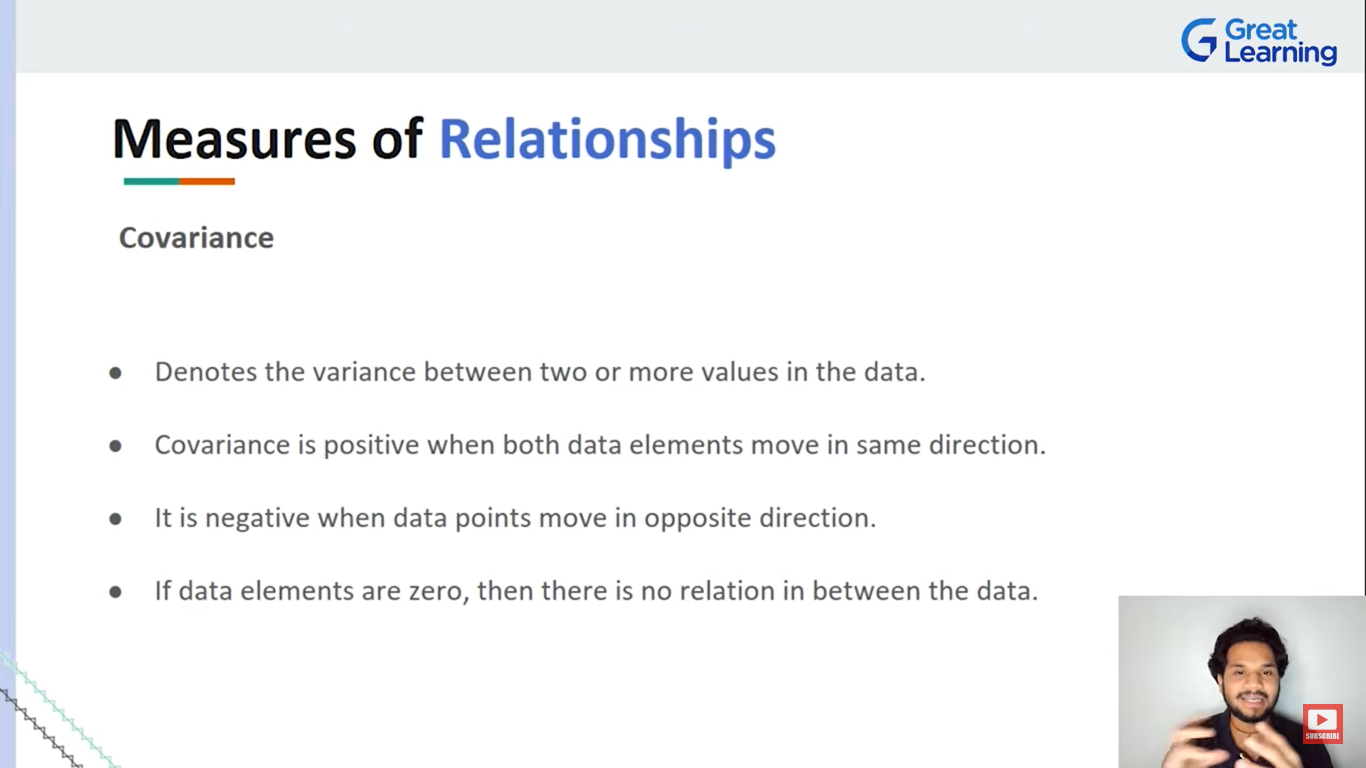 Great
Learning
Measures of Relationships
Covariance
● Denotes the variance between two or more values in the data.
● Covariance is positive when both data elements move in same direction.
● It is negative when data points move in opposite direction.
● If data elements are zero, then there is no relation in between the data.
SUBSCRIBE